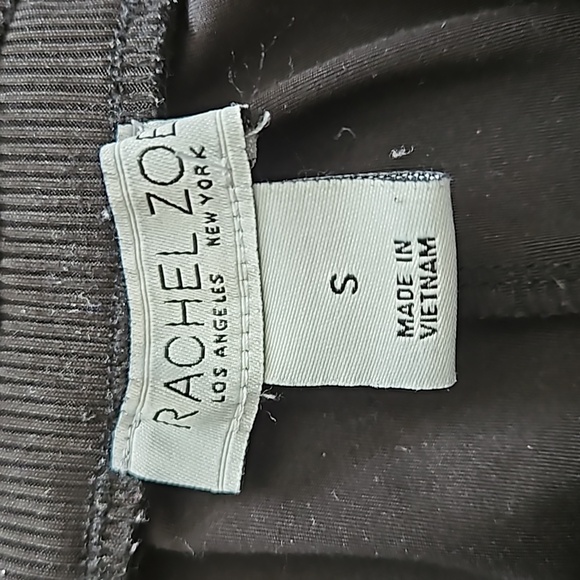 RACHEL ZOE
LOS ANGELES NEW YORK
S
MADE IN
VIETNAM